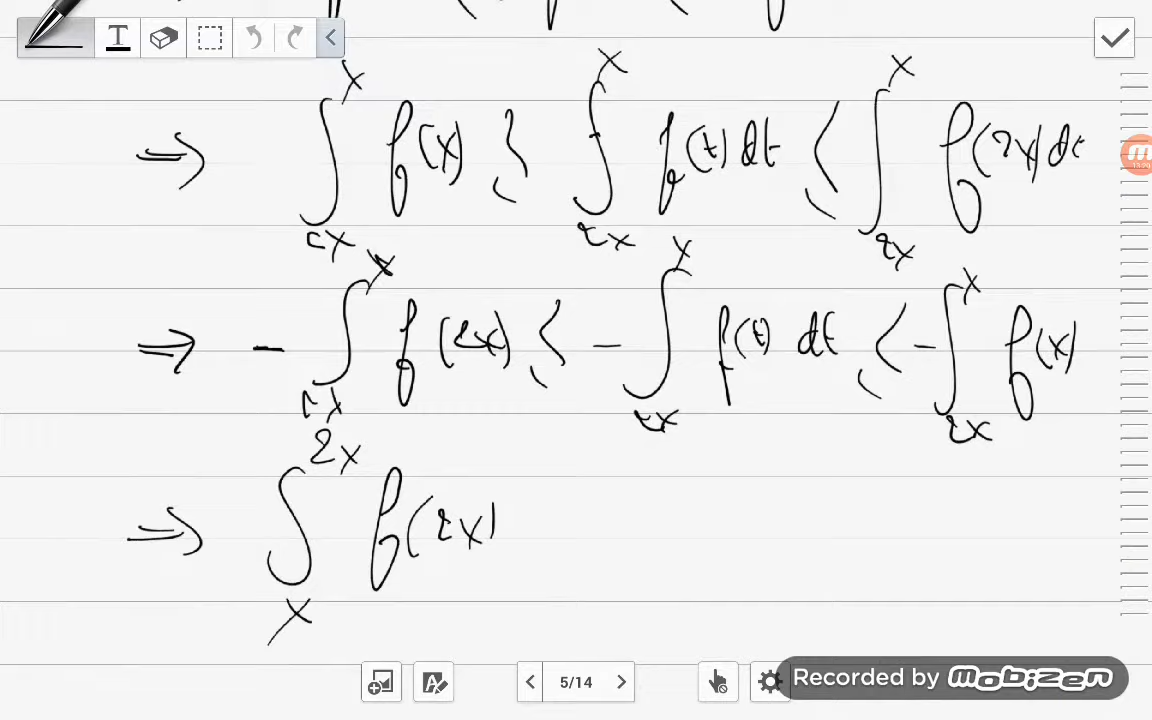 ⇒ ∫_{2x}^{x} f(x) ≤ ∫_{2x}^{x} f(t) dt ≤ ∫_{2x}^{x} f(2x) dt
⇒ - ∫_{2x}^{x} f(2x) ≤ - ∫_{2x}^{x} f(t) dt ≤ - ∫_{2x}^{x} f(x)
⇒ ∫_{x}^{2x} f(2x)
5/14
Recorded by mobizen